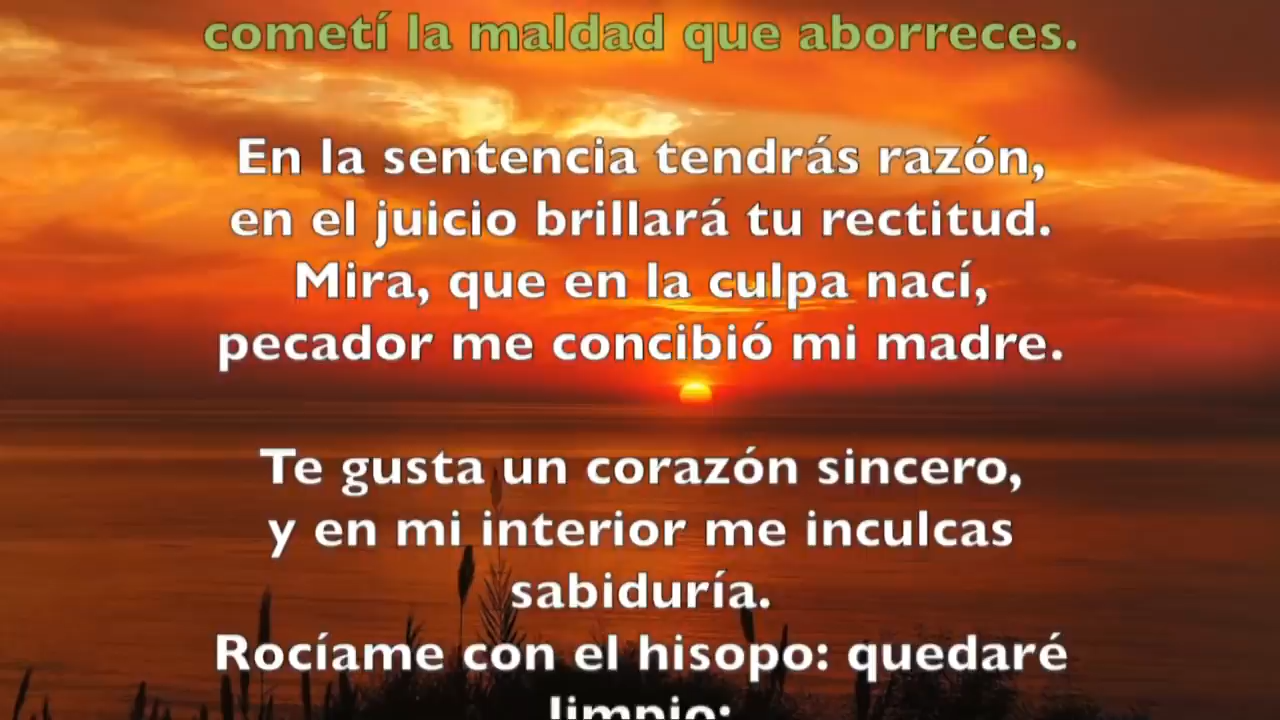 cometí la maldad que aborreces.
En la sentencia tendrás razón,
en el juicio brillará tu rectitud.
Mira, que en la culpa nací,
pecador me concibió mi madre.
Te gusta un corazón sincero,
y en mi interior me inculcas
sabiduría.
Rocíame con el hisopo: quedaré
limpio;